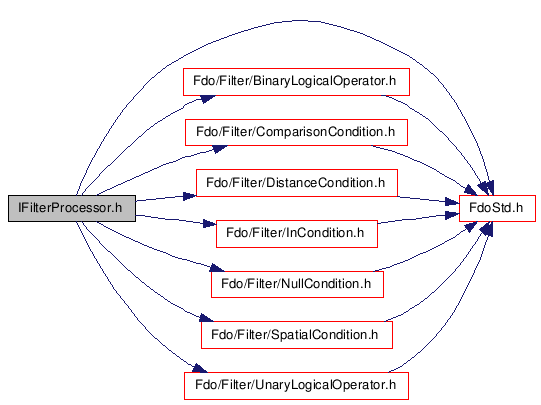 Fdo/Filter/BinaryLogicalOperator.h
Fdo/Filter/ComparisonCondition.h
Fdo/Filter/DistanceCondition.h
IFilterProcessor.h
FdoStd.h
Fdo/Filter/InCondition.h
Fdo/Filter/NullCondition.h
Fdo/Filter/SpatialCondition.h
Fdo/Filter/UnaryLogicalOperator.h